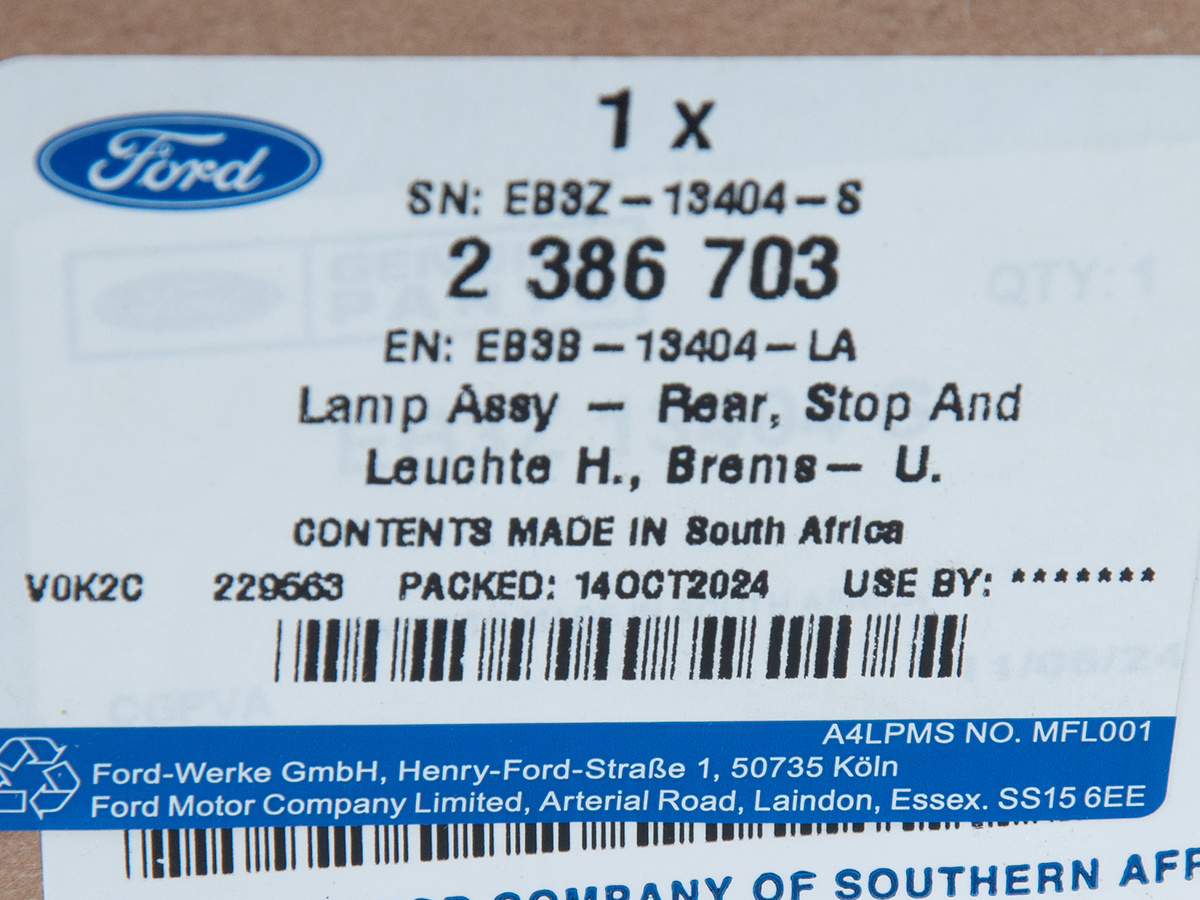 1 x
Ford
SN: EB3Z-13404-S
2 386 703
EN: EB3B-13404-LA
Lamp Assy - Rear, Stop And
Leuchte H., Brems- U.
CONTENTS MADE IN South Africa
V0K2C 229563 PACKED: 14OCT2024 USE BY: *******
A4LPMS NO. MFL001
Ford-Werke GmbH, Henry-Ford-Straße 1, 50735 Köln
Ford Motor Company Limited, Arterial Road, Laindon, Essex. SS15 6EE
COMPANY OF SOUTHERN
QTY: 1